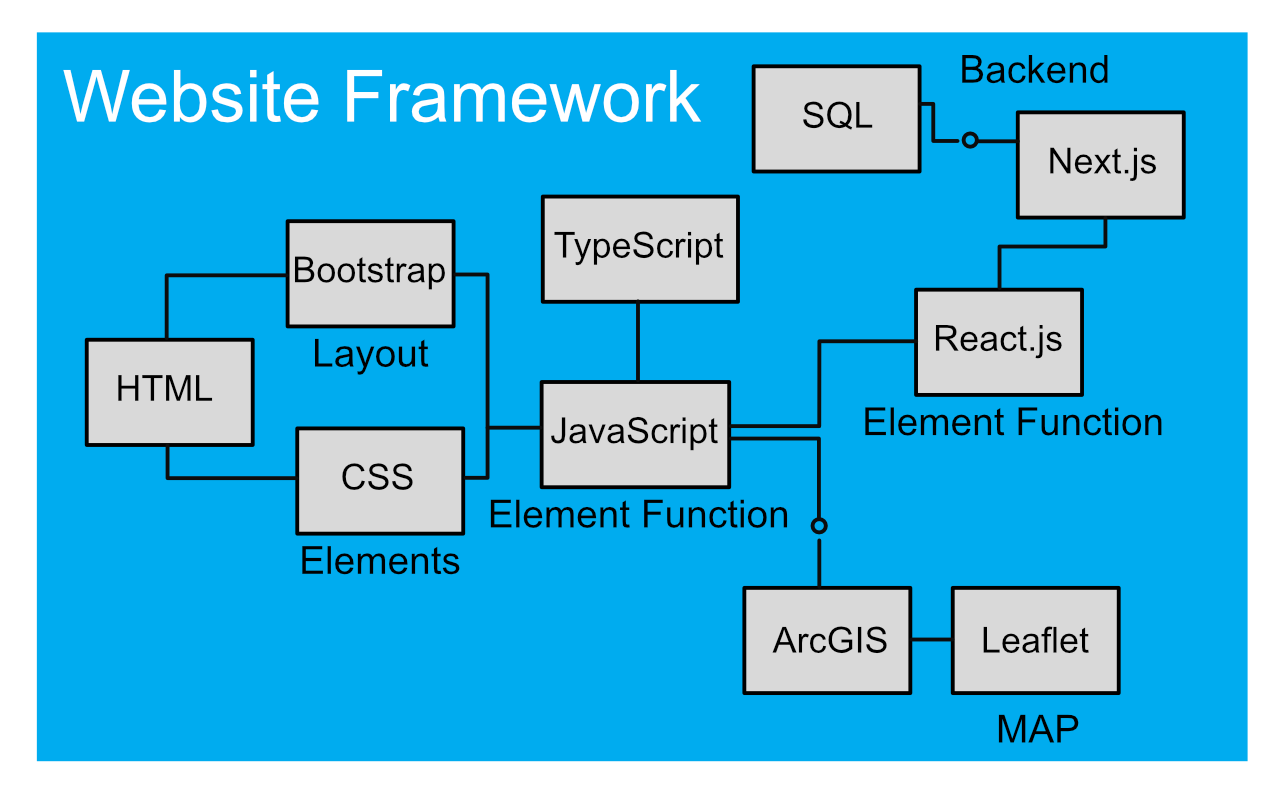 Website Framework
Backend
SQL
Next.js
TypeScript
Bootstrap
Layout
React.js
HTML
Element Function
JavaScript
CSS
Element Function
Elements
ArcGIS
Leaflet
MAP